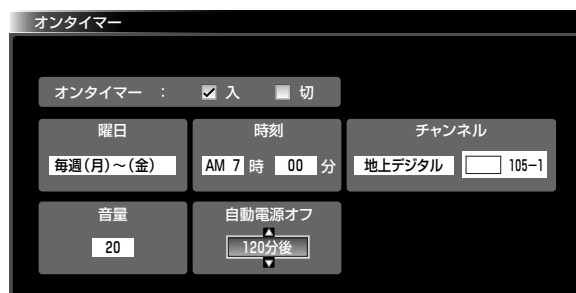 オンタイマー
オンタイマー : 入 切
曜日 時刻 チャンネル
毎週(月)~(金) AM 7 時 00 分 地上デジタル 105-1
音量 自動電源オフ
20 120分後